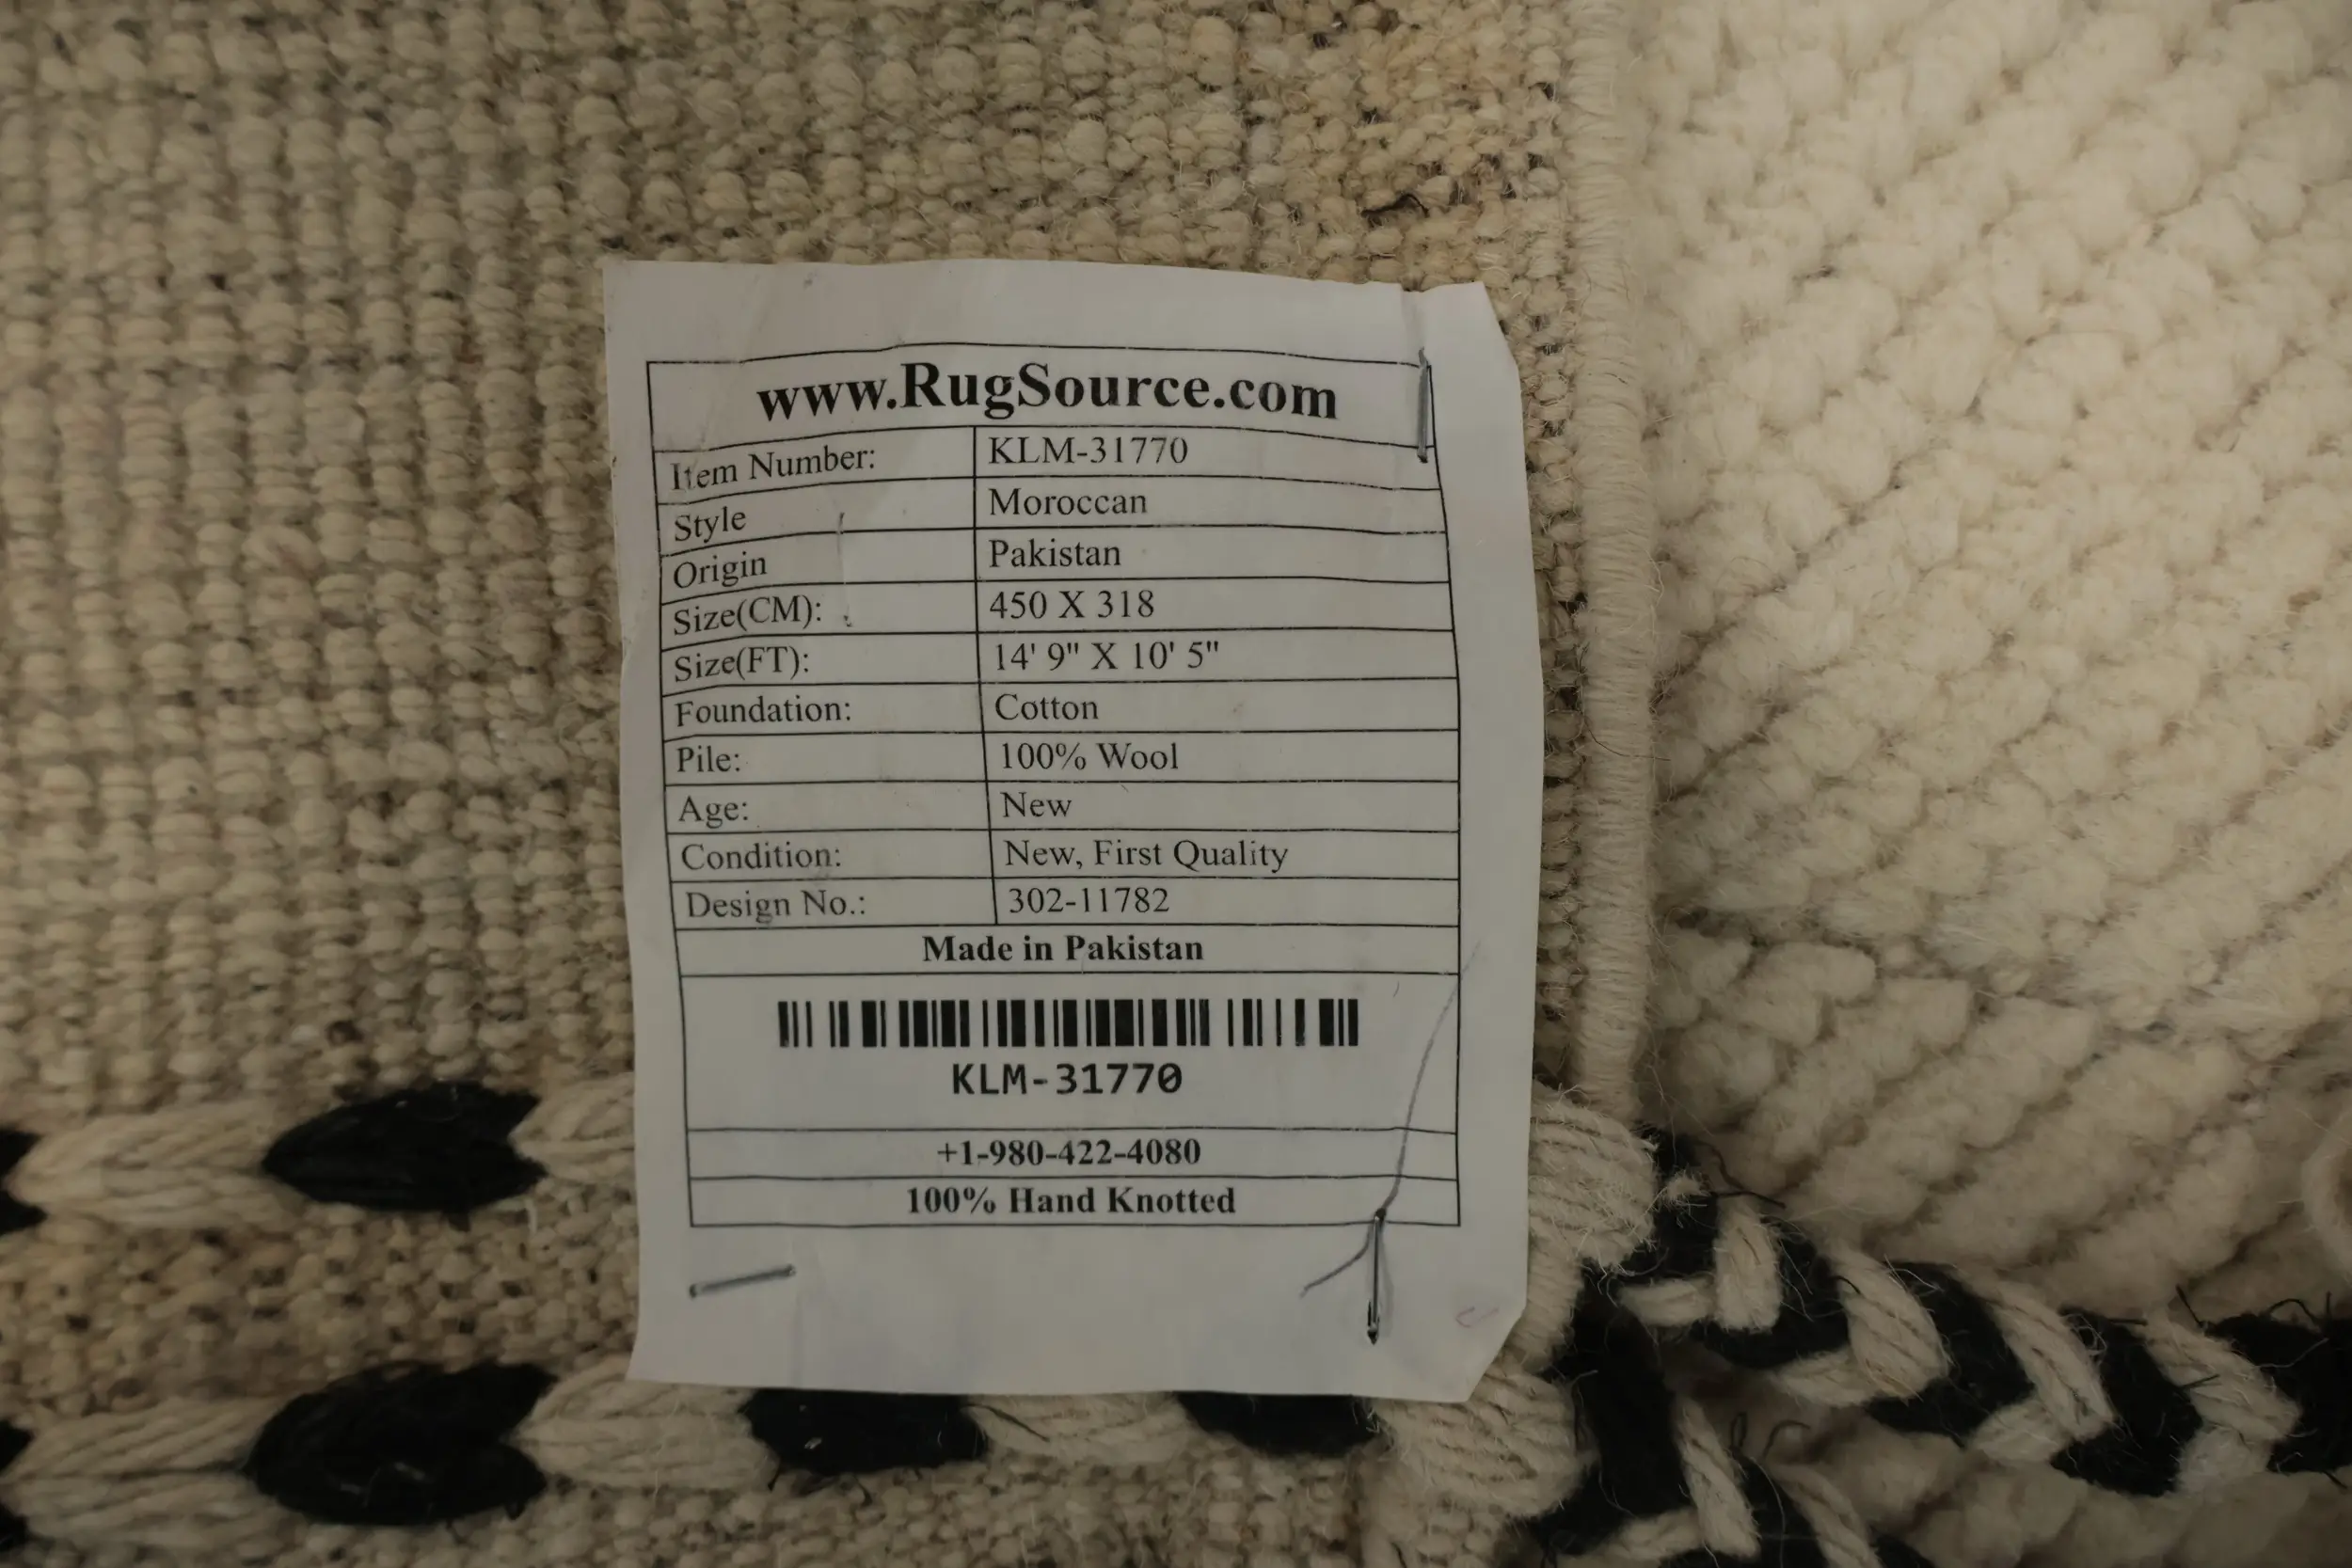 www.RugSource.com
Item Number: KLM-31770
Style Moroccan
Origin Pakistan
Size(CM): 450 X 318
Size(FT): 14' 9" X 10' 5"
Foundation: Cotton
Pile: 100% Wool
Age: New
Condition: New, First Quality
Design No.: 302-11782
Made in Pakistan
KLM-31770
+1-980-422-4080
100% Hand Knotted